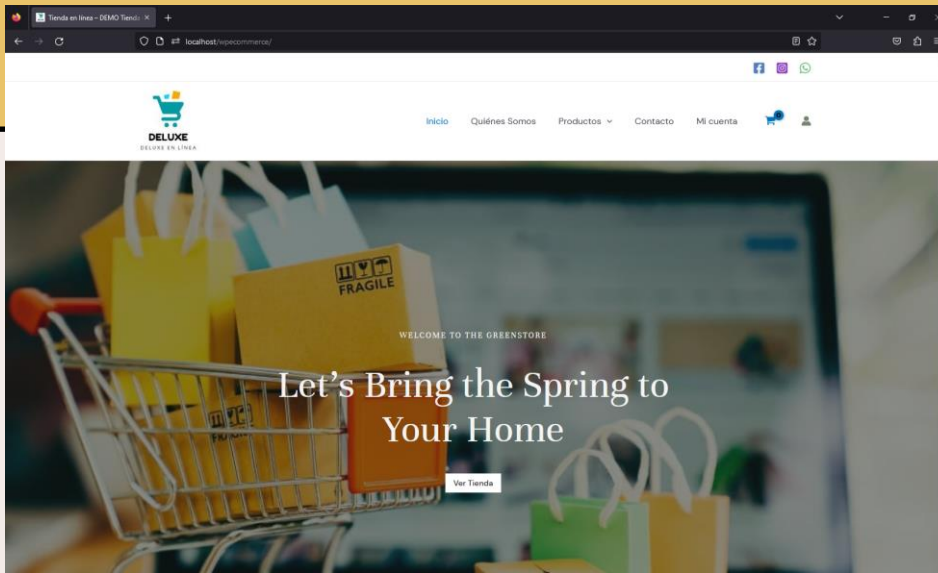 Tienda en línea – DEMO Tienda
localhost/wpecommerce/
DELUXE
DELUXE EN LÍNEA
Inicio
Quiénes Somos
Productos
Contacto
Mi cuenta
0
FRAGILE
WELCOME TO THE GREENSTORE
Let's Bring the Spring to
Your Home
Ver Tienda